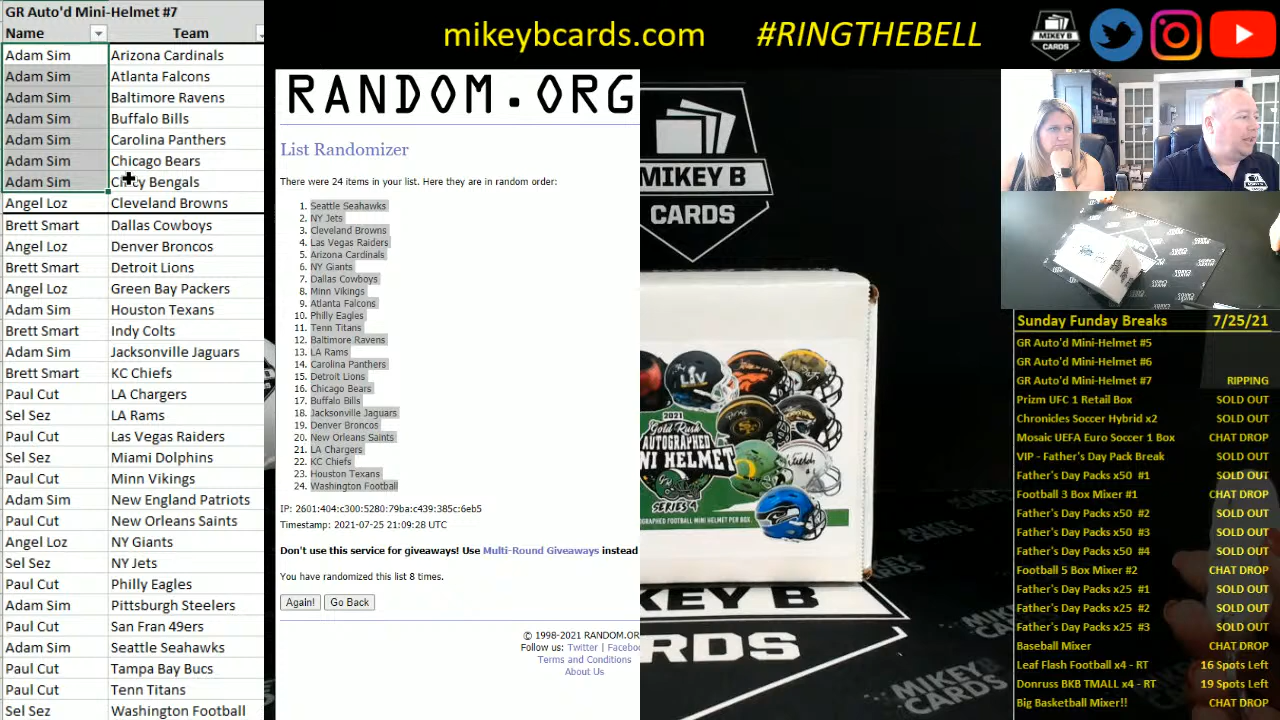 GR Auto'd Mini-Helmet #7
Name Team
Adam Sim Arizona Cardinals
Adam Sim Atlanta Falcons
Adam Sim Baltimore Ravens
Adam Sim Buffalo Bills
Adam Sim Carolina Panthers
Adam Sim Chicago Bears
Adam Sim Bengals
Angel Loz Cleveland Browns
Brett Smart Dallas Cowboys
Angel Loz Denver Broncos
Brett Smart Detroit Lions
Angel Loz Green Bay Packers
Adam Sim Houston Texans
Brett Smart Indy Colts
Adam Sim Jacksonville Jaguars
Brett Smart KC Chiefs
Paul Cut LA Chargers
Sel Sez LA Rams
Paul Cut Las Vegas Raiders
Sel Sez Miami Dolphins
Paul Cut Minn Vikings
Adam Sim New England Patriots
Paul Cut New Orleans Saints
Angel Loz NY Giants
Sel Sez NY Jets
Paul Cut Philly Eagles
Adam Sim Pittsburgh Steelers
Paul Cut San Fran 49ers
Adam Sim Seattle Seahawks
Paul Cut Tampa Bay Bucs
Paul Cut Tenn Titans
Sel Sez Washington Football
mikeybcards.com #RINGTHEBELL
MIKEY B
CARDS
RANDOM.ORG
List Randomizer
There were 24 items in your list. Here they are in random order:
1. Seattle Seahawks
2. NY Jets
3. Cleveland Browns
4. Las Vegas Raiders
5. Arizona Cardinals
6. NY Giants
7. Dallas Cowboys
8. Minn Vikings
9. Atlanta Falcons
10. Philly Eagles
11. Tenn Titans
12. Baltimore Ravens
13. LA Rams
14. Carolina Panthers
15. Detroit Lions
16. Chicago Bears
17. Buffalo Bills
18. Jacksonville Jaguars
19. Denver Broncos
20. New Orleans Saints
21. LA Chargers
22. KC Chiefs
23. Houston Texans
24. Washington Football
IP: 2601:404:c300:5280:79ba:c439:385c:6eb5
Timestamp: 2021-07-25 21:09:28 UTC
Don't use this service for giveaways! Use Multi-Round Giveaways instead
You have randomized this list 8 times.
Again! Go Back
© 1998-2021 RANDOM.OR
Follow us: Twitter | Facebo
Terms and Conditions
About Us
MIKEY B
CARDS
2021
Gold Rush
AUTOGRAPHED
MINI HELMET
SERIES
OGRAPHED FOOTBALL MINI HELMET PER BOX.
KEY B
RDS
MIKEY B
CARDS
Sunday Funday Breaks 7/25/21
GR Auto'd Mini-Helmet #5
GR Auto'd Mini-Helmet #6
GR Auto'd Mini-Helmet #7 RIPPING
Prizm UFC 1 Retail Box SOLD OUT
Chronicles Soccer Hybrid x2 SOLD OUT
Mosaic UEFA Euro Soccer 1 Box CHAT DROP
VIP - Father's Day Pack Break SOLD OUT
Father's Day Packs x50 #1 SOLD OUT
Football 3 Box Mixer #1 CHAT DROP
Father's Day Packs x50 #2 SOLD OUT
Father's Day Packs x50 #3 SOLD OUT
Father's Day Packs x50 #4 SOLD OUT
Football 5 Box Mixer #2 CHAT DROP
Father's Day Packs x25 #1 SOLD OUT
Father's Day Packs x25 #2 SOLD OUT
Father's Day Packs x25 #3 SOLD OUT
Baseball Mixer CHAT DROP
Leaf Flash Football x4 - RT 16 Spots Left
Donruss BKB TMALL x4 - RT 19 Spots Left
Big Basketball Mixer!! CHAT DROP